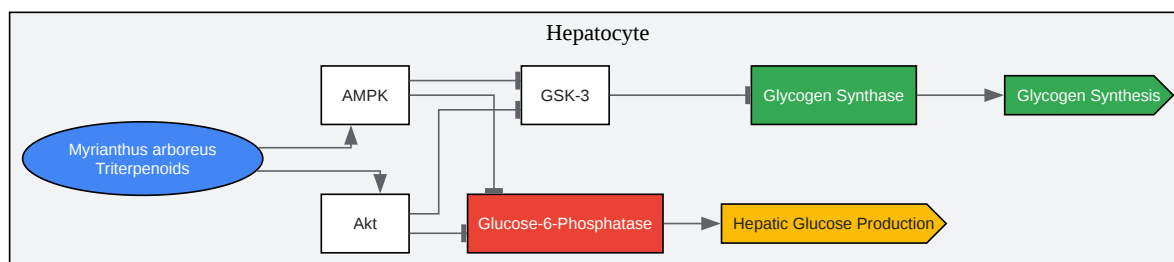 Hepatocyte
AMPK
GSK-3
Glycogen Synthase
Glycogen Synthesis
Myrianthus arboreus
Triterpenoids
Akt
Glucose-6-Phosphatase
Hepatic Glucose Production